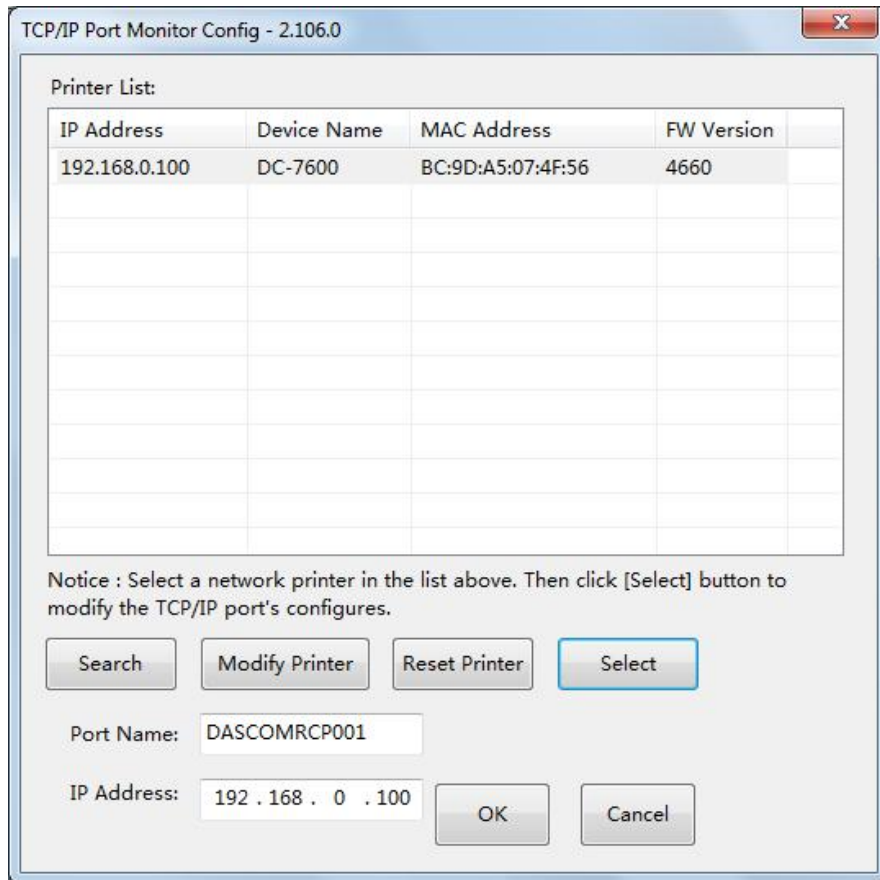 TCP/IP Port Monitor Config - 2.106.0
Printer List:
IP Address Device Name MAC Address FW Version
192.168.0.100 DC-7600 BC:9D:A5:07:4F:56 4660
Notice : Select a network printer in the list above. Then click [Select] button to
modify the TCP/IP port's configures.
Search Modify Printer Reset Printer Select
Port Name: DASCOMRCP001
IP Address: 192 . 168 . 0 . 100
OK Cancel